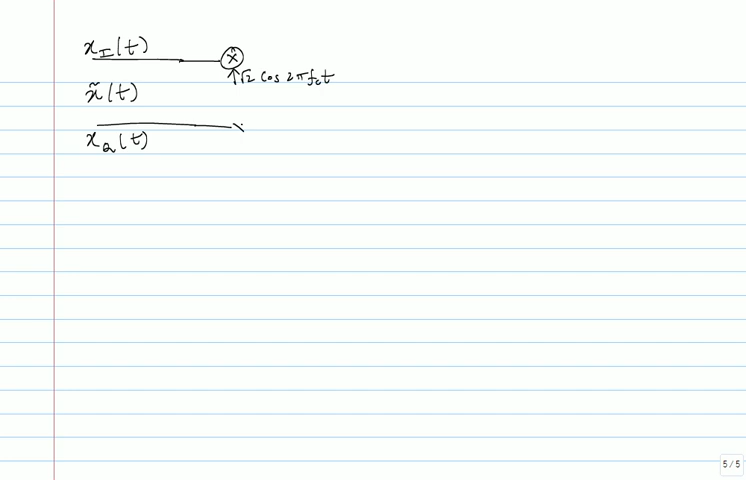 x_I(t)
x
√2 cos 2πf_c t
x̃(t)
x_Q(t)
5/5